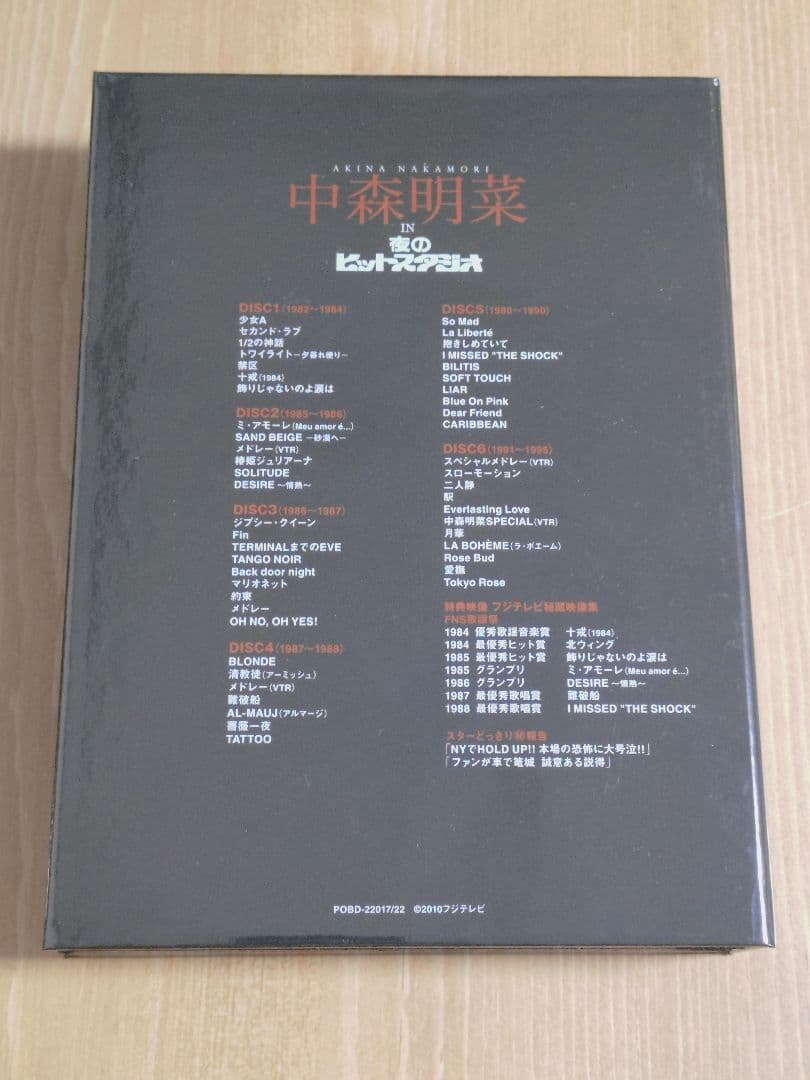 AKINA NAKAMORI
中森明菜
IN
夜の
ヒットスタジオ
DISC1(1982～1984)
少女A
セカンド・ラブ
1/2の神話
トワイライト－夕暮れ便り－
禁区
十戒(1984)
飾りじゃないのよ涙は
DISC2(1985～1986)
ミ・アモーレ(Meu amor é...)
SAND BEIGE －砂漠へ－
メドレー(VTR)
椿姫ジュリアーナ
SOLITUDE
DESIRE ～情熱～
DISC3(1986～1987)
ジプシー・クイーン
Fin
TERMINALまでのEVE
TANGO NOIR
Back door night
マリオネット
約束
メドレー
OH NO, OH YES!
DISC4(1987～1988)
BLONDE
清教徒(アーミッシュ)
メドレー(VTR)
難破船
AL-MAUJ(アルマージ)
薔薇一夜
TATTOO
DISC5(1988～1990)
So Mad
La Liberté
抱きしめていて
I MISSED "THE SHOCK"
BILITIS
SOFT TOUCH
LIAR
Blue On Pink
Dear Friend
CARIBBEAN
DISC6(1991～1995)
スペシャルメドレー(VTR)
スローモーション
二人静
訳
Everlasting Love
中森明菜SPECIAL(VTR)
月華
LA BOHÈME(ラ・ボエーム)
Rose Bud
愛撫
Tokyo Rose
特典映像 フジテレビ秘蔵映像集
FNS歌謡祭
1984 優秀歌謡音楽賞 十戒(1984)
1984 最優秀ヒット賞 北ウィング
1985 最優秀ヒット賞 飾りじゃないのよ涙は
1985 グランプリ ミ・アモーレ(Meu amor é...)
1986 グランプリ DESIRE ～情熱～
1987 最優秀歌唱賞 難破船
1988 最優秀歌唱賞 I MISSED "THE SHOCK"
スターどっきり㊙報告
「NYでHOLD UP!! 本場の恐怖に大号泣!!」
「ファンが車で篭城 誠意ある説得」
POBD-22017/22 ©2010フジテレビ